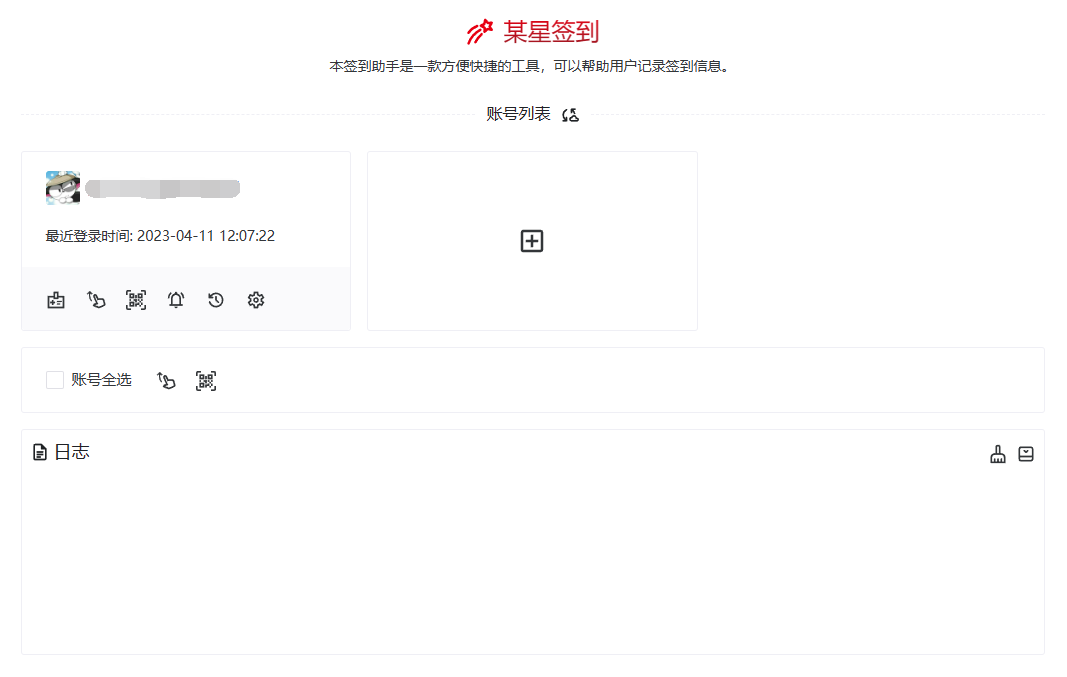 某星签到
本签到助手是一款方便快捷的工具，可以帮助用户记录签到信息。
账号列表
最近登录时间: 2023-04-11 12:07:22
账号全选
日志